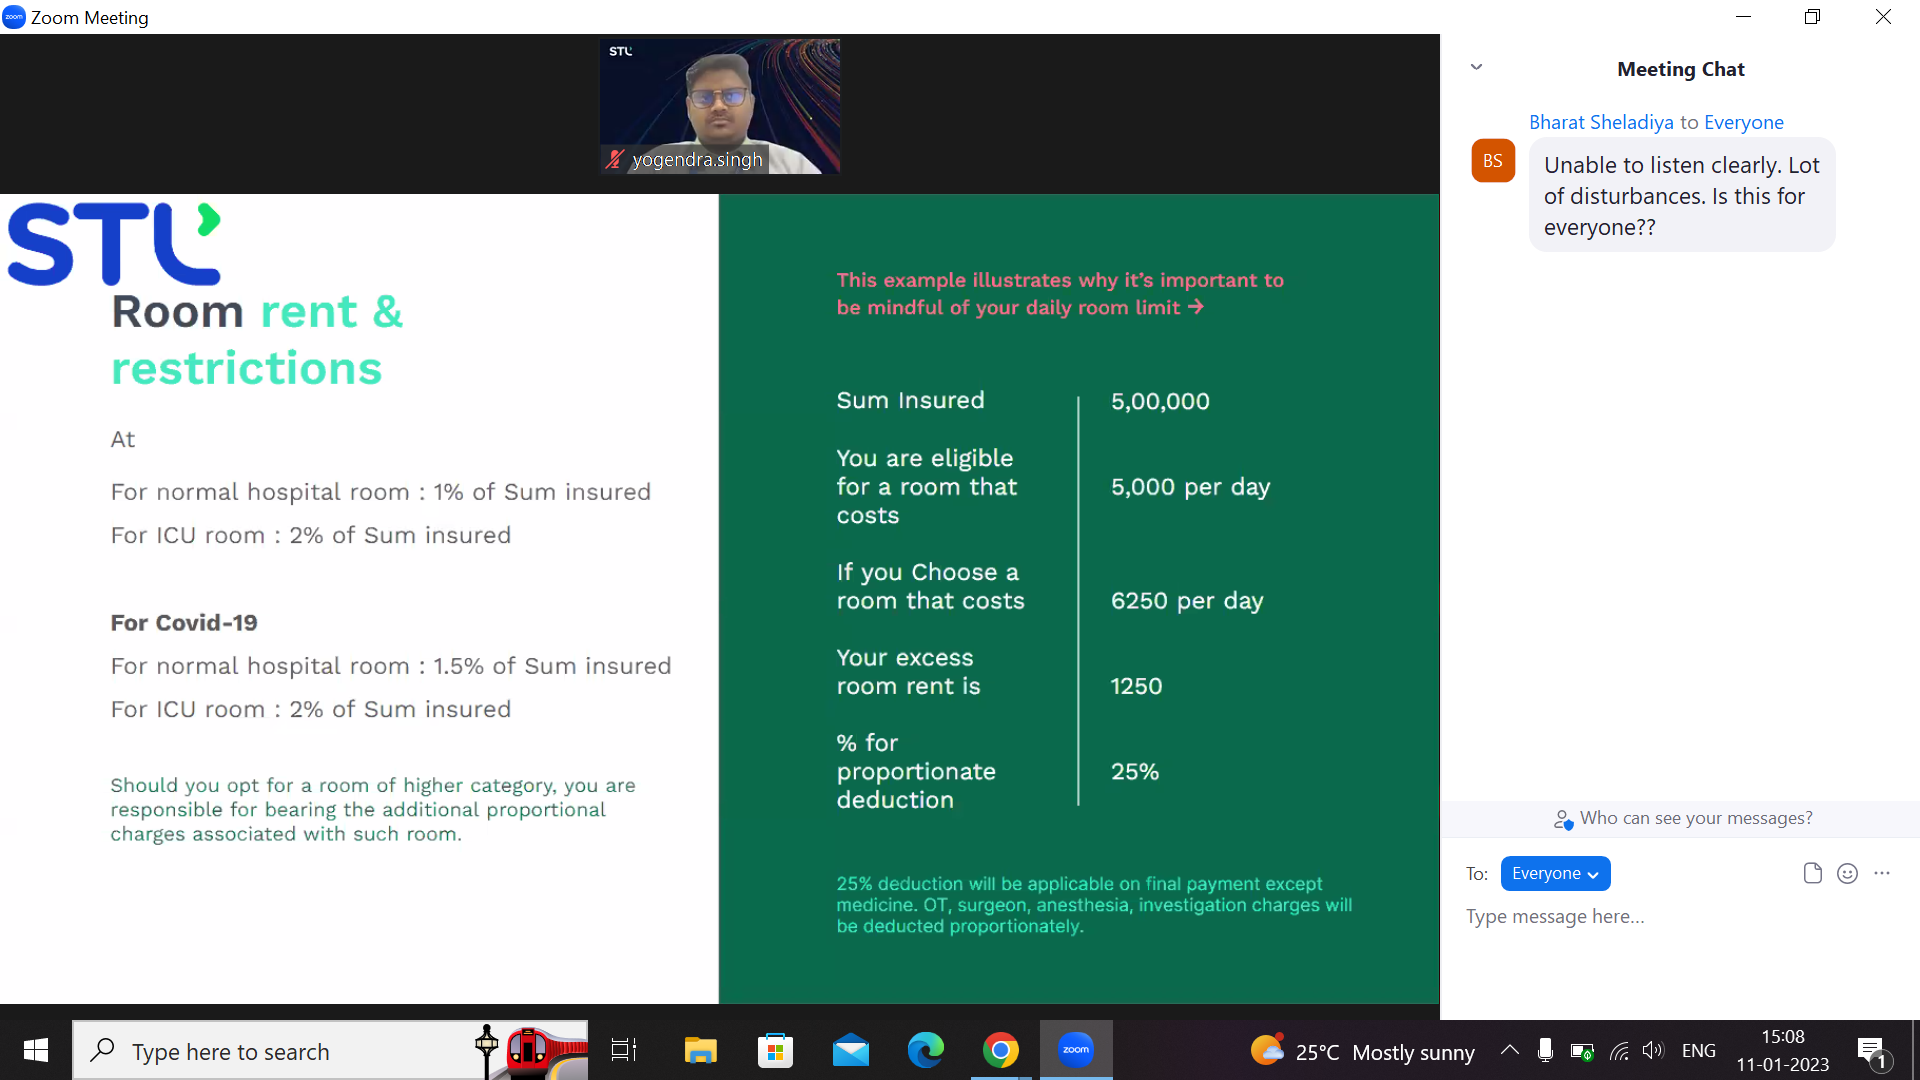 zoom Zoom Meeting
STL
yogendra.singh
STL
Room rent &
restrictions
At
For normal hospital room : 1% of Sum insured
For ICU room : 2% of Sum insured
For Covid-19
For normal hospital room : 1.5% of Sum insured
For ICU room : 2% of Sum insured
Should you opt for a room of higher category, you are
responsible for bearing the additional proportional
charges associated with such room.
This example illustrates why it’s important to
be mindful of your daily room limit →
Sum Insured
5,00,000
You are eligible
for a room that
costs
5,000 per day
If you Choose a
room that costs
6250 per day
Your excess
room rent is
1250
% for
proportionate
deduction
25%
25% deduction will be applicable on final payment except
medicine. OT, surgeon, anesthesia, investigation charges will
be deducted proportionately.
Meeting Chat
Bharat Sheladiya to Everyone
BS
Unable to listen clearly. Lot
of disturbances. Is this for
everyone??
Who can see your messages?
To: Everyone
Type message here...
Type here to search
zoom
25°C Mostly sunny
ENG
15:08
11-01-2023
1